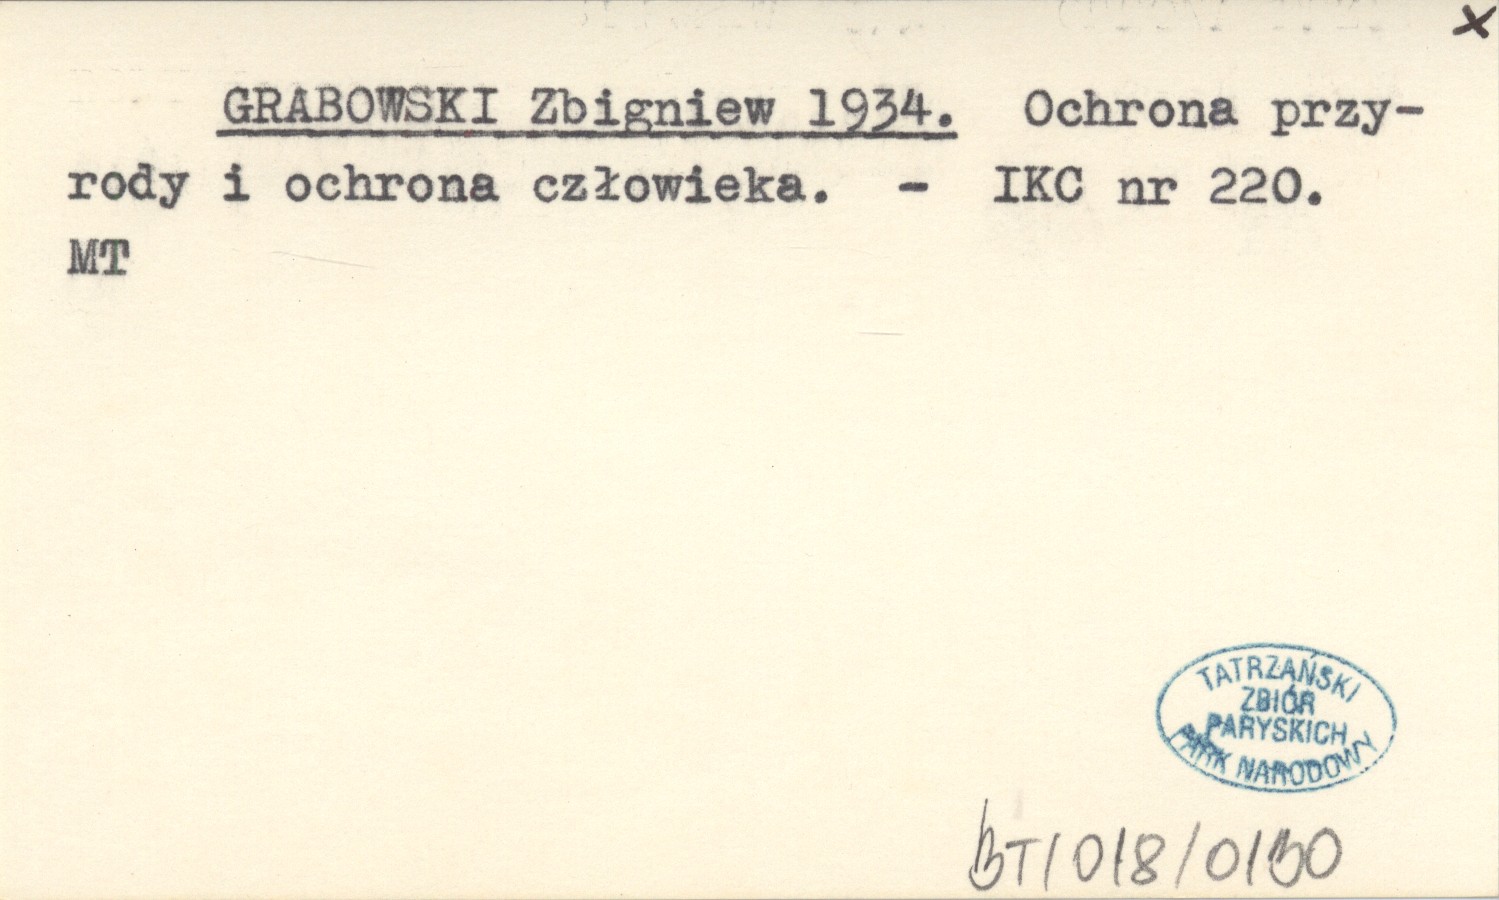 x
GRABOWSKI Zbigniew 1934. Ochrona przy-
rody i ochrona człowieka. - IKC nr 220.
MT
TATRZAŃSKI
ZBIÓR
PARYSKICH
PARK NARODOWY
BT/018/0130